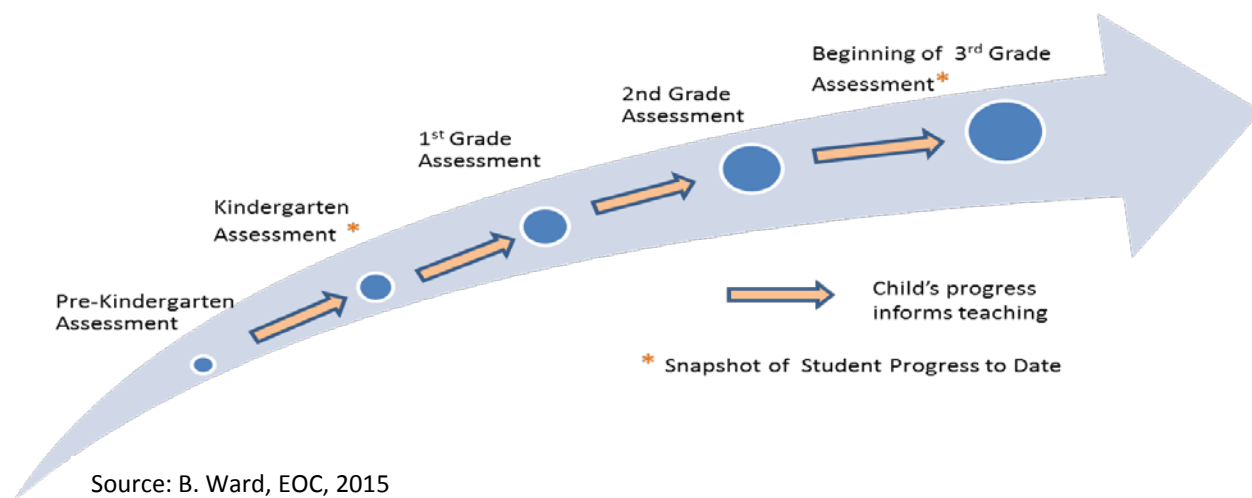 Beginning of 3rd Grade
Assessment*
2nd Grade
Assessment
1st Grade
Assessment
Kindergarten
Assessment *
Pre-Kindergarten
Assessment
Child's progress
informs teaching
* Snapshot of Student Progress to Date
Source: B. Ward, EOC, 2015